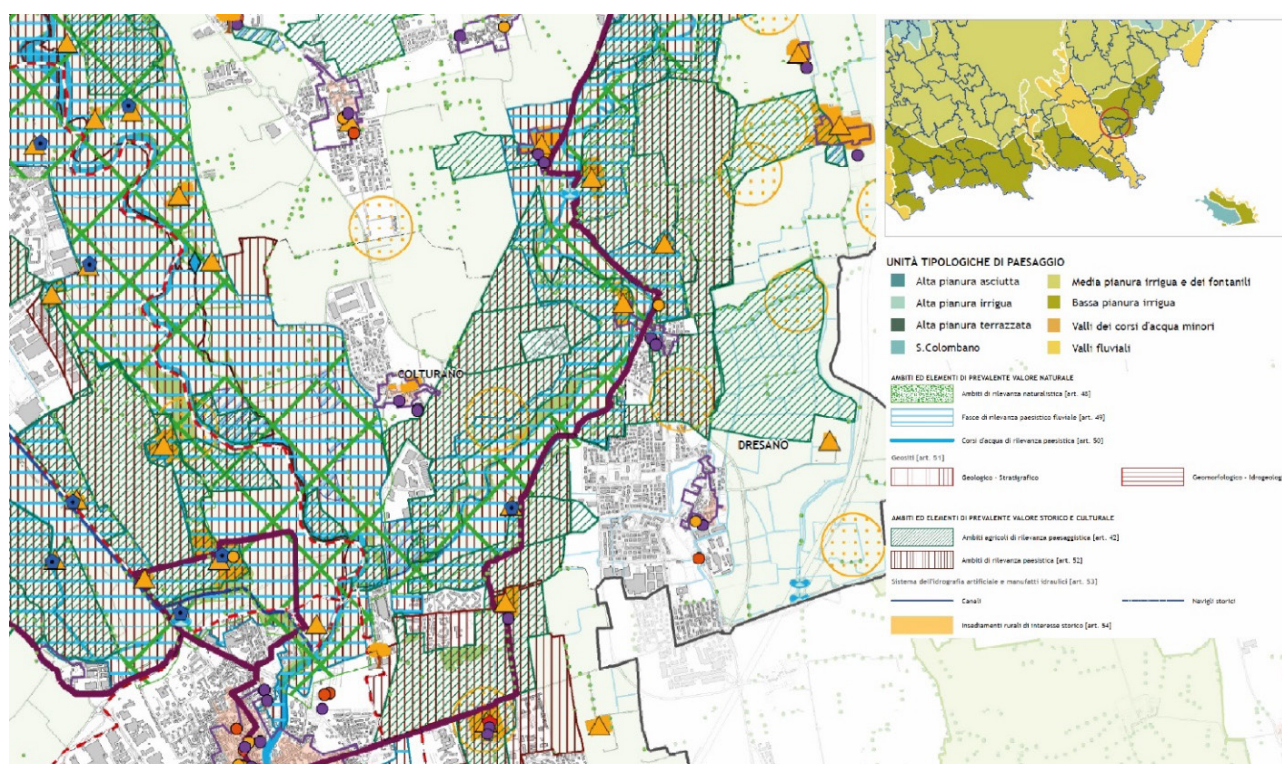 COLTURANO
DRESANO
UNITÀ TIPOLOGICHE DI PAESAGGIO
Alta pianura asciutta
Media pianura irrigua e dei fontanili
Alta pianura irrigua
Bassa pianura irrigua
Alta pianura terrazzata
Valli dei corsi d'acqua minori
S.Colombano
Valli fluviali
AMBITI ED ELEMENTI DI PREVALENTE VALORE NATURALE
Ambiti di rilevanza naturalistica [art. 48]
Fasce di rilevanza paesistico fluviale [art. 49]
Corsi d'acqua di rilevanza paesistica [art. 50]
Geositi [art. 51]
Geologico - Stratigrafico
Geomorfologico - Idrogeolog
AMBITI ED ELEMENTI DI PREVALENTE VALORE STORICO E CULTURALE
Ambiti agricoli di rilevanza paesaggistica [art. 42]
Ambiti di rilevanza paesistica [art. 52]
Sistema dell'idrografia artificiale e manufatti idraulici [art. 53]
Canali
Navigli storici
Insediamenti rurali di interesse storico [art. 54]